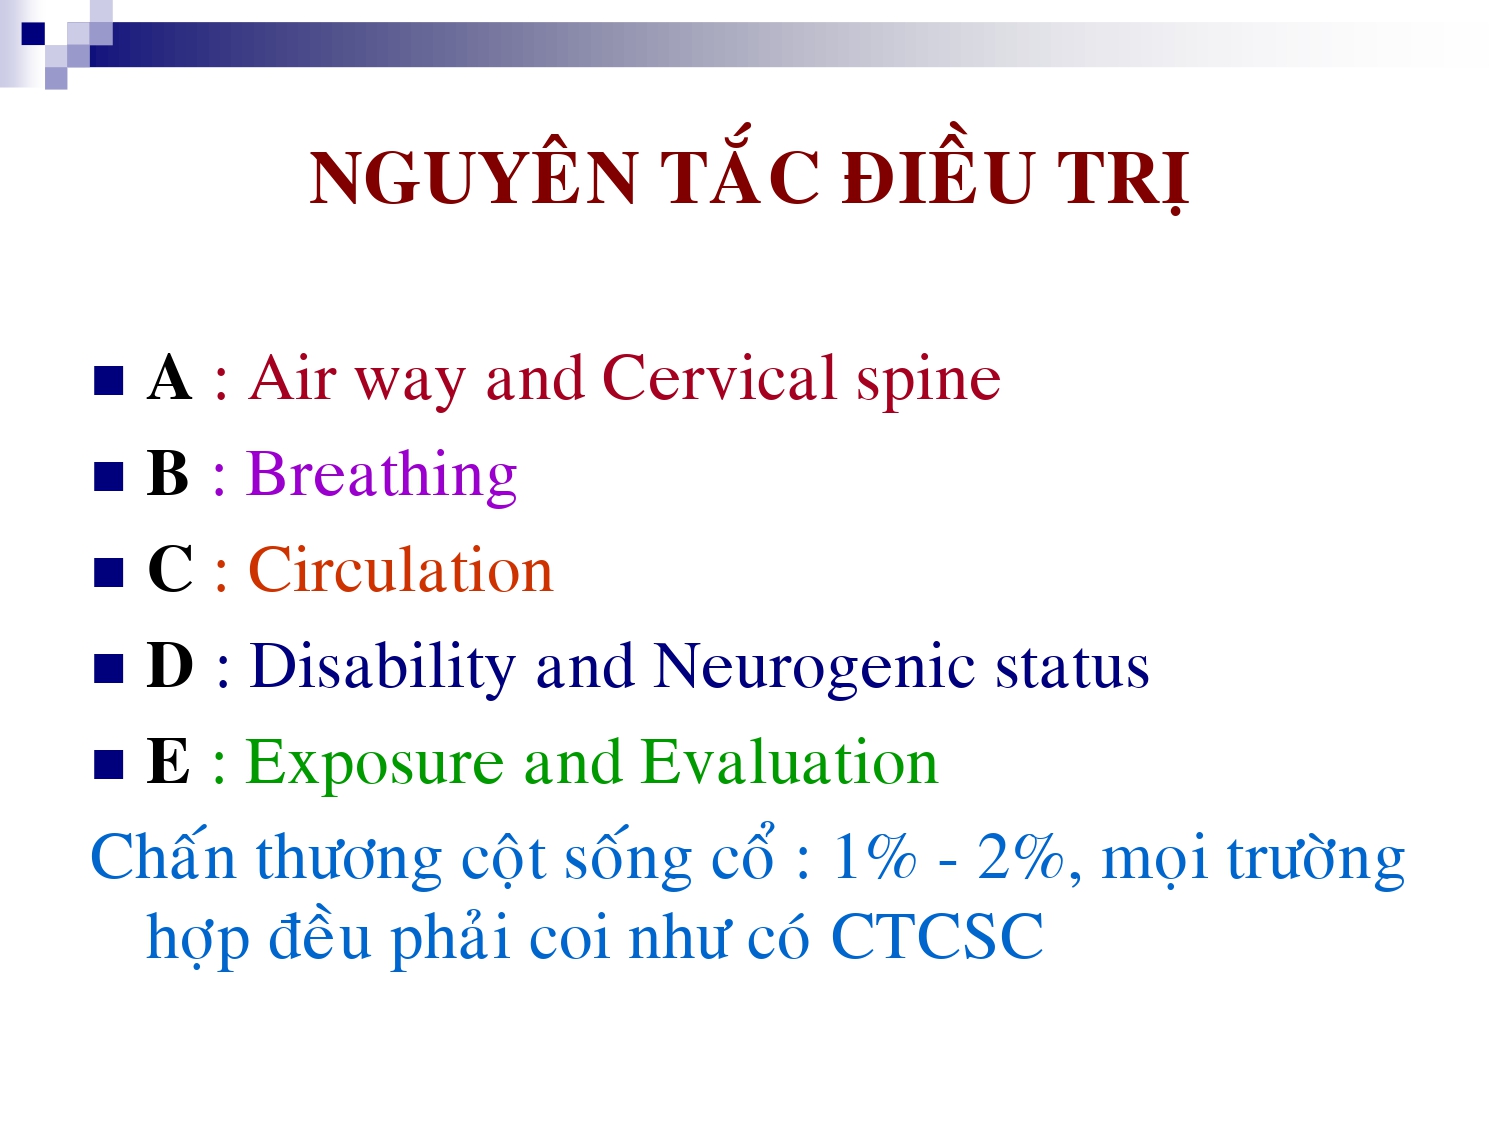 NGUYÊN TẮC ĐIỀU TRỊ
A : Air way and Cervical spine
B : Breathing
C : Circulation
D : Disability and Neurogenic status
E : Exposure and Evaluation
Chấn thương cột sống cổ : 1% - 2%, mọi trường
hợp đều phải coi như có CTCSC